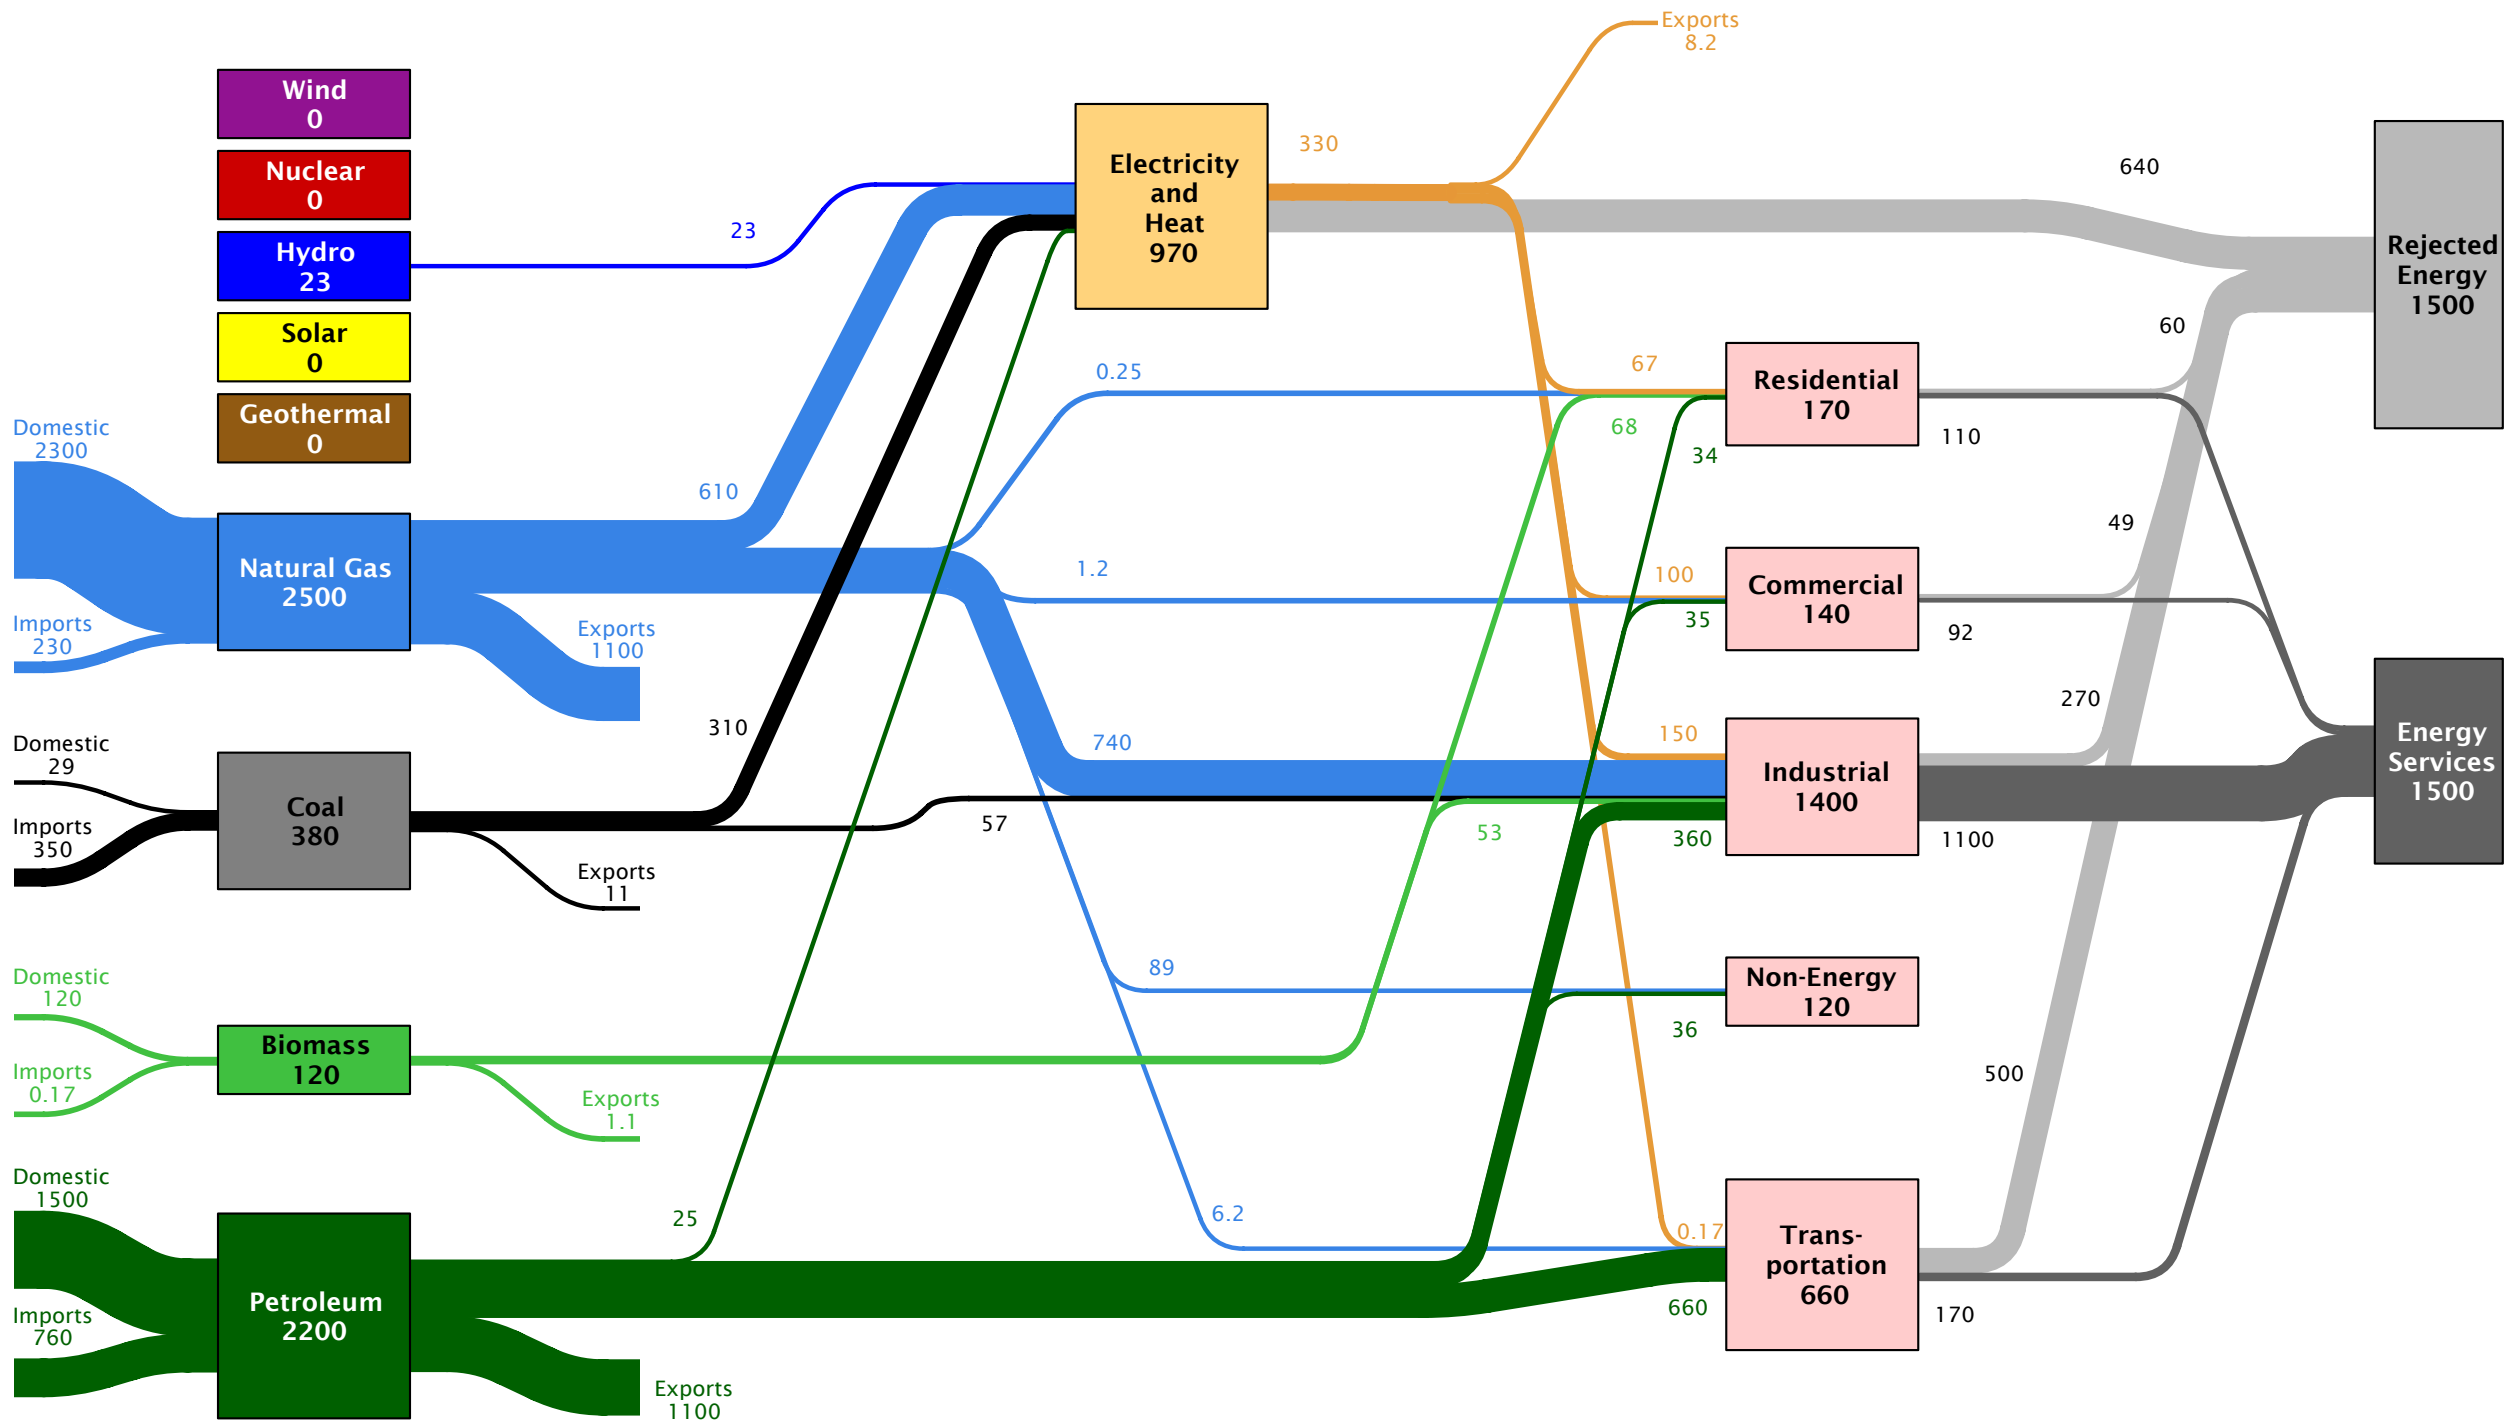 Exports
8.2
Wind
0
Nuclear
0
Hydro
23
Solar
0
Geothermal
0
Domestic
2300
Natural Gas
2500
Imports
230
Exports
1100
Domestic
29
Coal
380
Imports
350
Exports
11
Domestic
120
Biomass
120
Imports
0.17
Exports
1.1
Domestic
1500
Petroleum
2200
Imports
760
Exports
1100
23
610
310
25
Electricity
and
Heat
970
330
0.25
1.2
740
57
89
6.2
67
68
34
100
35
150
53
360
36
0.17
660
Residential
170
Commercial
140
Industrial
1400
Non-Energy
120
Trans-
portation
660
640
60
110
49
92
270
1100
500
170
Rejected
Energy
1500
Energy
Services
1500